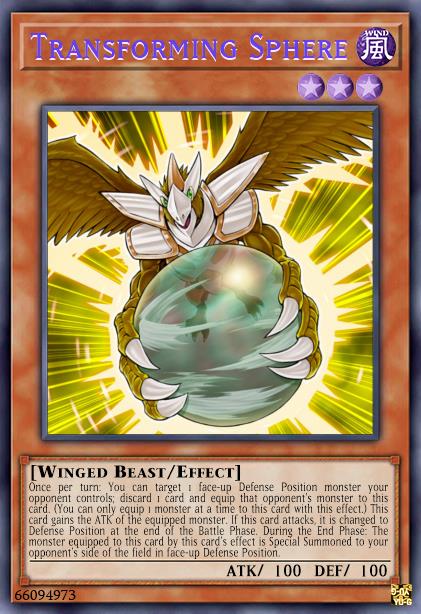 TRANSFORMING SPHERE
WIND
風
[WINGED BEAST/EFFECT]
Once per turn: You can target 1 face-up Defense Position monster your
opponent controls; discard 1 card and equip that opponent's monster to this
card. (You can only equip 1 monster at a time to this card with this effect.) This
card gains the ATK of the equipped monster. If this card attacks, it is changed to
Defense Position at the end of the Battle Phase. During the End Phase: The
monster equipped to this card by this card's effect is Special Summoned to your
opponent's side of the field in face-up Defense Position.
ATK/ 100 DEF/ 100
66094973